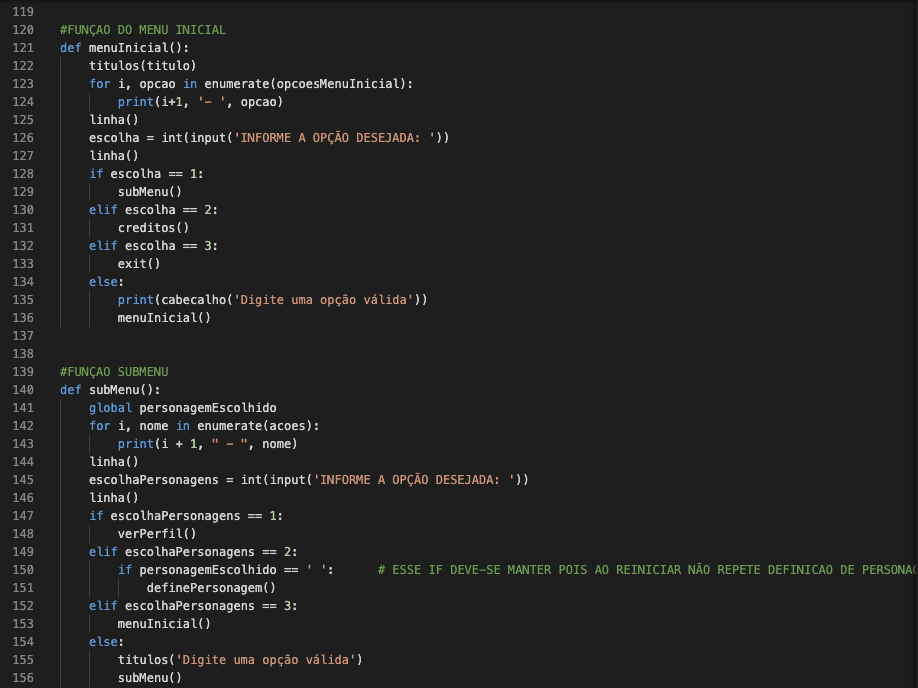 119
120 #FUNÇAO DO MENU INICIAL
121 def menuInicial():
122     titulos(titulo)
123     for i, opcao in enumerate(opcoesMenuInicial):
124         print(i+1, '- ', opcao)
125     linha()
126     escolha = int(input('INFORME A OPÇÃO DESEJADA: '))
127     linha()
128     if escolha == 1:
129         subMenu()
130     elif escolha == 2:
131         creditos()
132     elif escolha == 3:
133         exit()
134     else:
135         print(cabecalho('Digite uma opção válida'))
136         menuInicial()
137
138
139 #FUNÇAO SUBMENU
140 def subMenu():
141     global personagemEscolhido
142     for i, nome in enumerate(acoes):
143         print(i + 1, " - ", nome)
144     linha()
145     escolhaPersonagens = int(input('INFORME A OPÇÃO DESEJADA: '))
146     linha()
147     if escolhaPersonagens == 1:
148         verPerfil()
149     elif escolhaPersonagens == 2:
150         if personagemEscolhido == ' ':      # ESSE IF DEVE-SE MANTER POIS AO REINICIAR NÃO REPETE DEFINICAO DE
151             definePersonagem()
152     elif escolhaPersonagens == 3:
153         menuInicial()
154     else:
155         titulos('Digite uma opção válida')
156         subMenu()